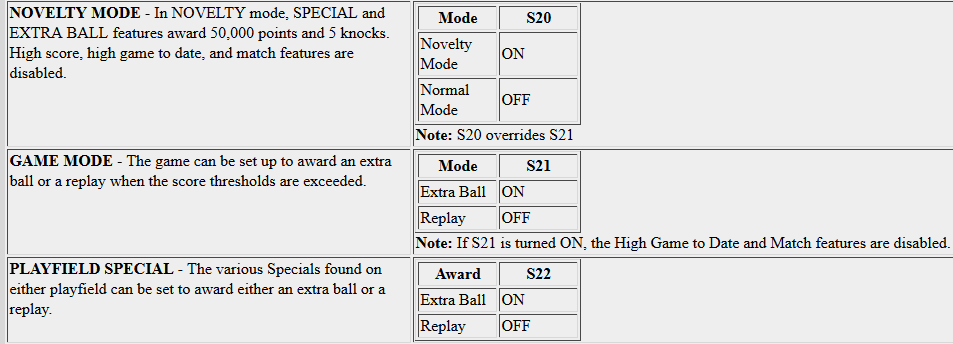 NOVELTY MODE - In NOVELTY mode, SPECIAL and
EXTRA BALL features award 50,000 points and 5 knocks.
High score, high game to date, and match features are
disabled.
Mode S20
Novelty
Mode
ON
Normal
Mode
OFF
Note: S20 overrides S21
GAME MODE - The game can be set up to award an extra
ball or a replay when the score thresholds are exceeded.
Mode S21
Extra Ball ON
Replay OFF
Note: If S21 is turned ON, the High Game to Date and Match features are disabled.
PLAYFIELD SPECIAL - The various Specials found on
either playfield can be set to award either an extra ball or a
replay.
Award S22
Extra Ball ON
Replay OFF